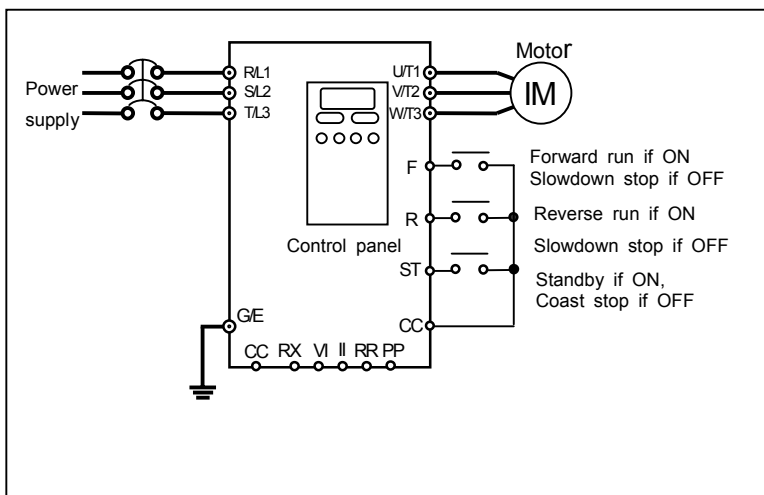 Power
supply
R/L1
S/L2
T/L3
U/T1
V/T2
W/T3
Motor
IM
Control panel
F
R
ST
CC
Forward run if ON
Slowdown stop if OFF
Reverse run if ON
Slowdown stop if OFF
Standby if ON,
Coast stop if OFF
G/E
CC RX VI II RR PP